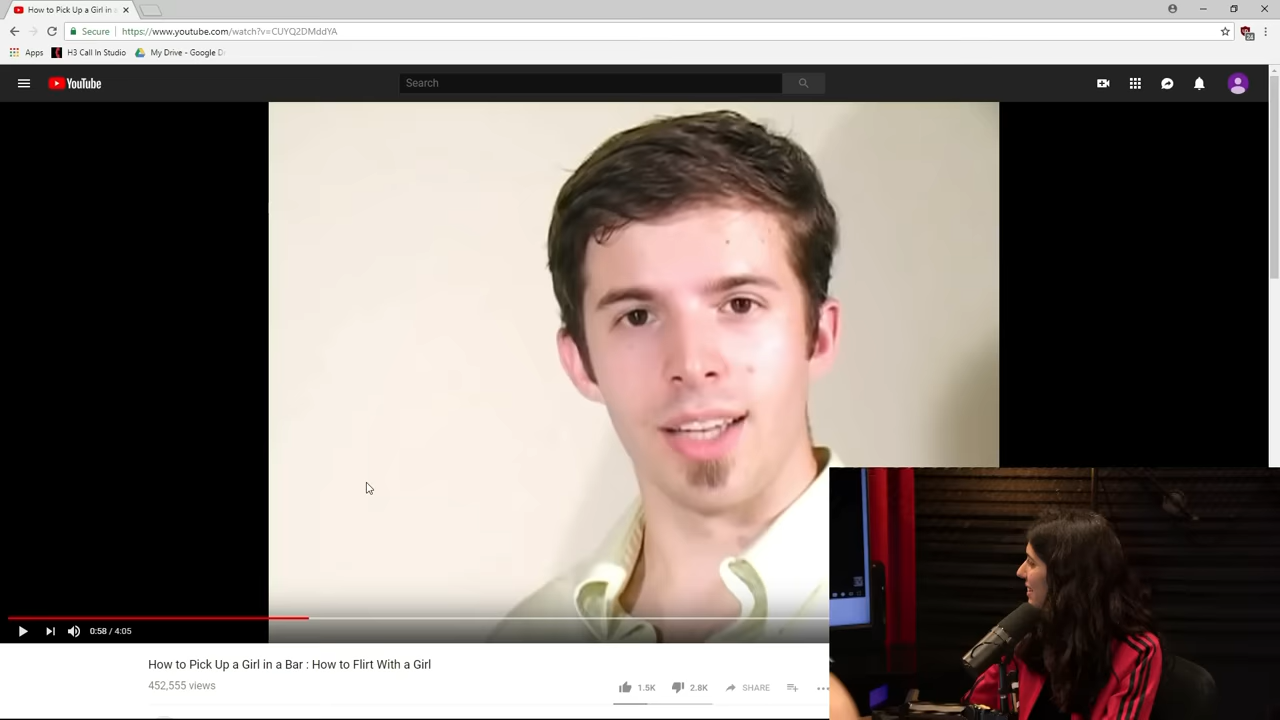 How to Pick Up a Girl in a
Secure
https://www.youtube.com/watch?v=CUYQ2DMddYA
Apps
H3 Call In Studio
My Drive - Google Dr
YouTube
Search
0:58 / 4:05
How to Pick Up a Girl in a Bar : How to Flirt With a Girl
452,555 views
1.5K
2.8K
SHARE